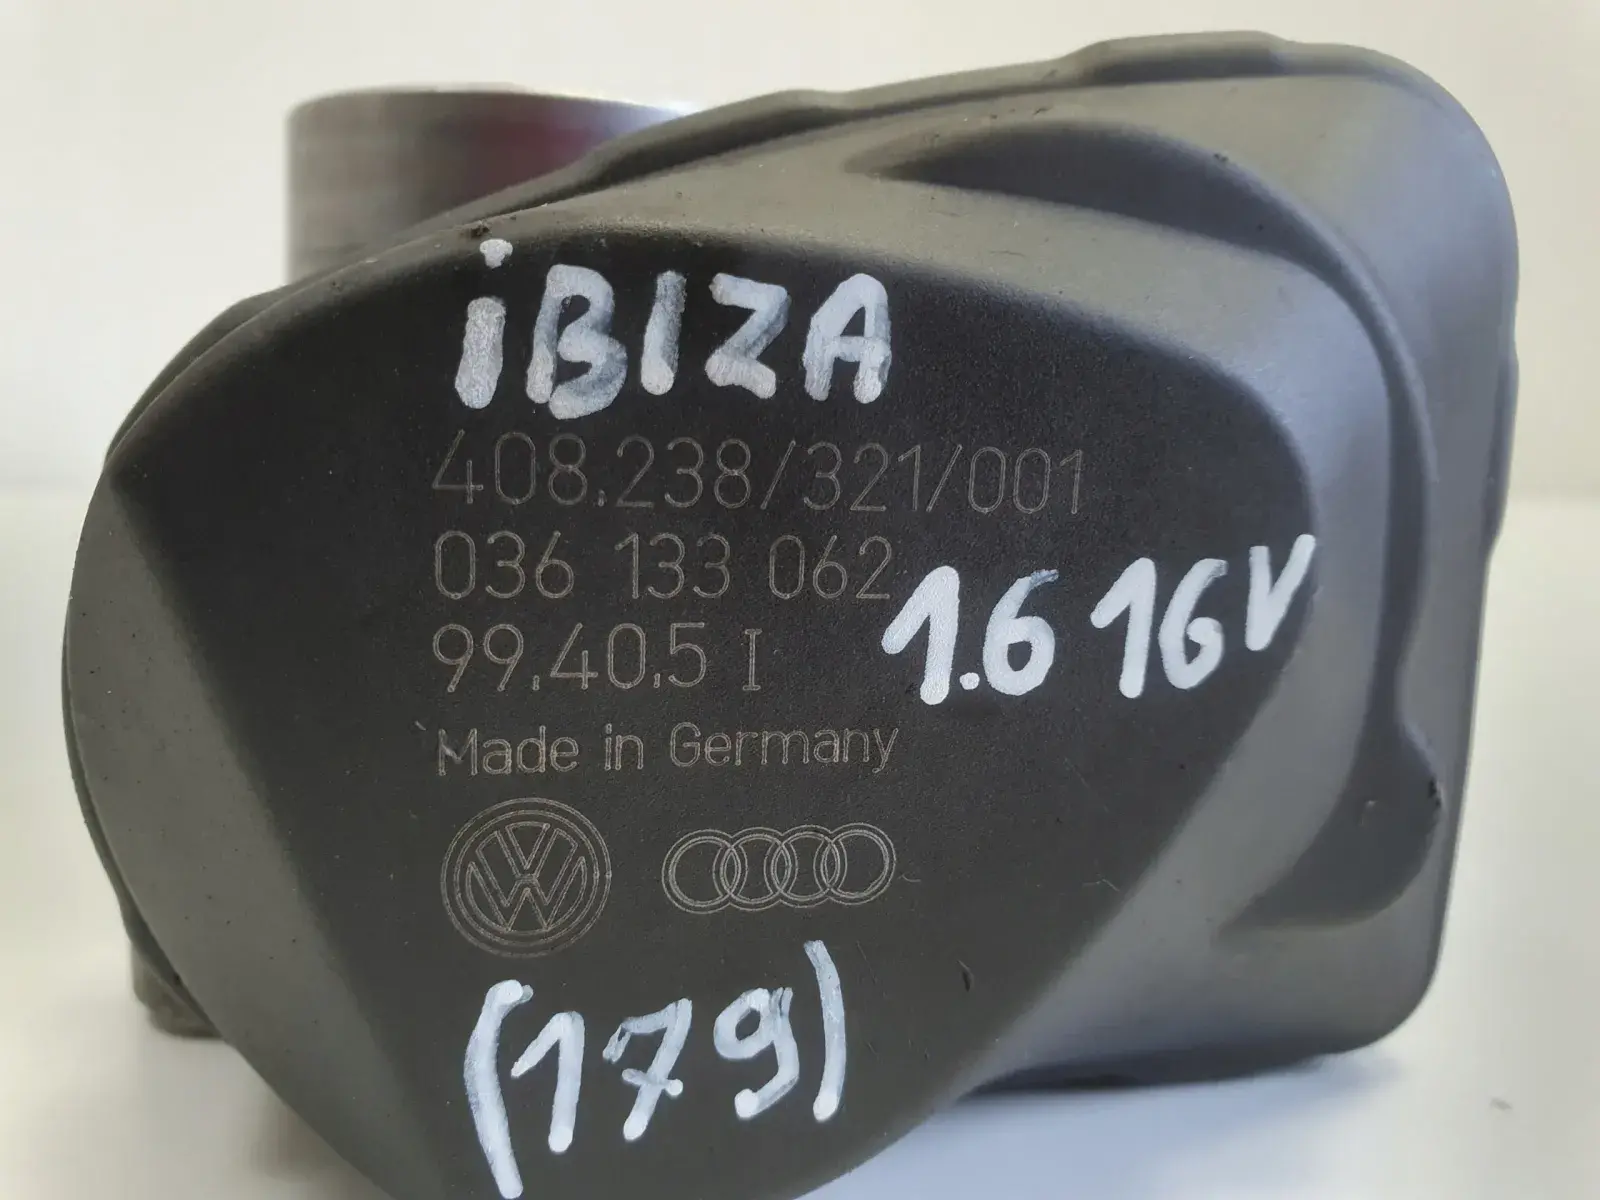 iBIZA
408.238/321/001
036 133 062
1.6 16V
99.40.5 I
Made in Germany
(179)